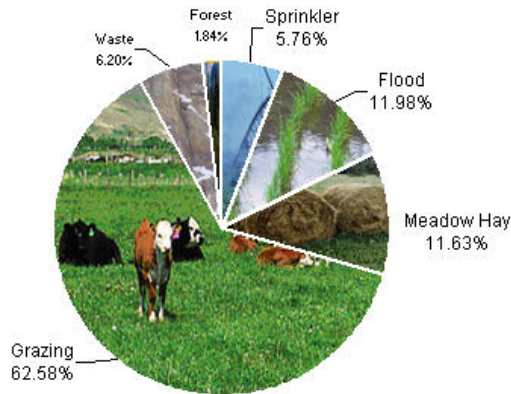 Forest
1.84%
Sprinkler
5.76%
Waste
6.20%
Flood
11.98%
Meadow Hay
11.63%
Grazing
62.58%